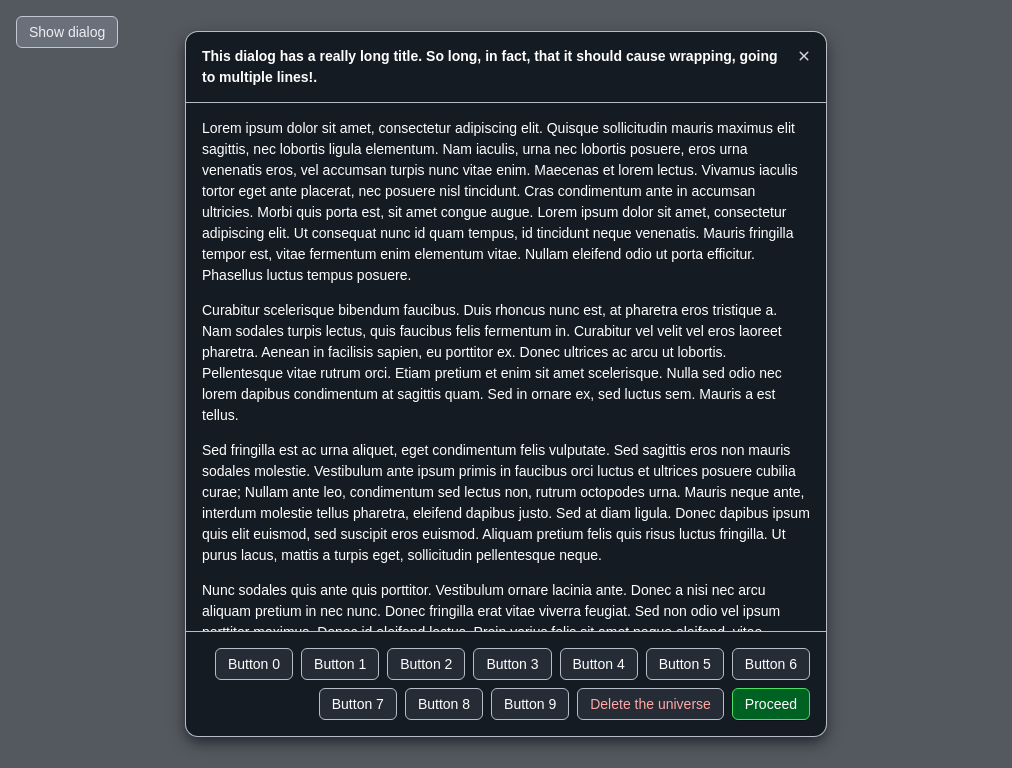 Show dialog
This dialog has a really long title. So long, in fact, that it should cause wrapping, going
to multiple lines!.
Lorem ipsum dolor sit amet, consectetur adipiscing elit. Quisque sollicitudin mauris maximus elit
sagittis, nec lobortis ligula elementum. Nam iaculis, urna nec lobortis posuere, eros urna
venenatis eros, vel accumsan turpis nunc vitae enim. Maecenas et lorem lectus. Vivamus iaculis
tortor eget ante placerat, nec posuere nisl tincidunt. Cras condimentum ante in accumsan
ultricies. Morbi quis porta est, sit amet congue augue. Lorem ipsum dolor sit amet, consectetur
adipiscing elit. Ut consequat nunc id quam tempus, id tincidunt neque venenatis. Mauris fringilla
tempor est, vitae fermentum enim elementum vitae. Nullam eleifend odio ut porta efficitur.
Phasellus luctus tempus posuere.
Curabitur scelerisque bibendum faucibus. Duis rhoncus nunc est, at pharetra eros tristique a.
Nam sodales turpis lectus, quis faucibus felis fermentum in. Curabitur vel velit vel eros laoreet
pharetra. Aenean in facilisis sapien, eu porttitor ex. Donec ultrices ac arcu ut lobortis.
Pellentesque vitae rutrum orci. Etiam pretium et enim sit amet scelerisque. Nulla sed odio nec
lorem dapibus condimentum at sagittis quam. Sed in ornare ex, sed luctus sem. Mauris a est
tellus.
Sed fringilla est ac urna aliquet, eget condimentum felis vulputate. Sed sagittis eros non mauris
sodales molestie. Vestibulum ante ipsum primis in faucibus orci luctus et ultrices posuere cubilia
curae; Nullam ante leo, condimentum sed lectus non, rutrum octopodes urna. Mauris neque ante,
interdum molestie tellus pharetra, eleifend dapibus justo. Sed at diam ligula. Donec dapibus ipsum
quis elit euismod, sed suscipit eros euismod. Aliquam pretium felis quis risus luctus fringilla. Ut
purus lacus, mattis a turpis eget, sollicitudin pellentesque neque.
Nunc sodales quis ante quis porttitor. Vestibulum ornare lacinia ante. Donec a nisi nec arcu
aliquam pretium in nec nunc. Donec fringilla erat vitae viverra feugiat. Sed non odio vel ipsum
porttitor maximus. Donec id eleifend lectus. Proin varius felis sit amet neque eleifend, vitae
Button 0 Button 1 Button 2 Button 3 Button 4 Button 5 Button 6
Button 7 Button 8 Button 9 Delete the universe Proceed